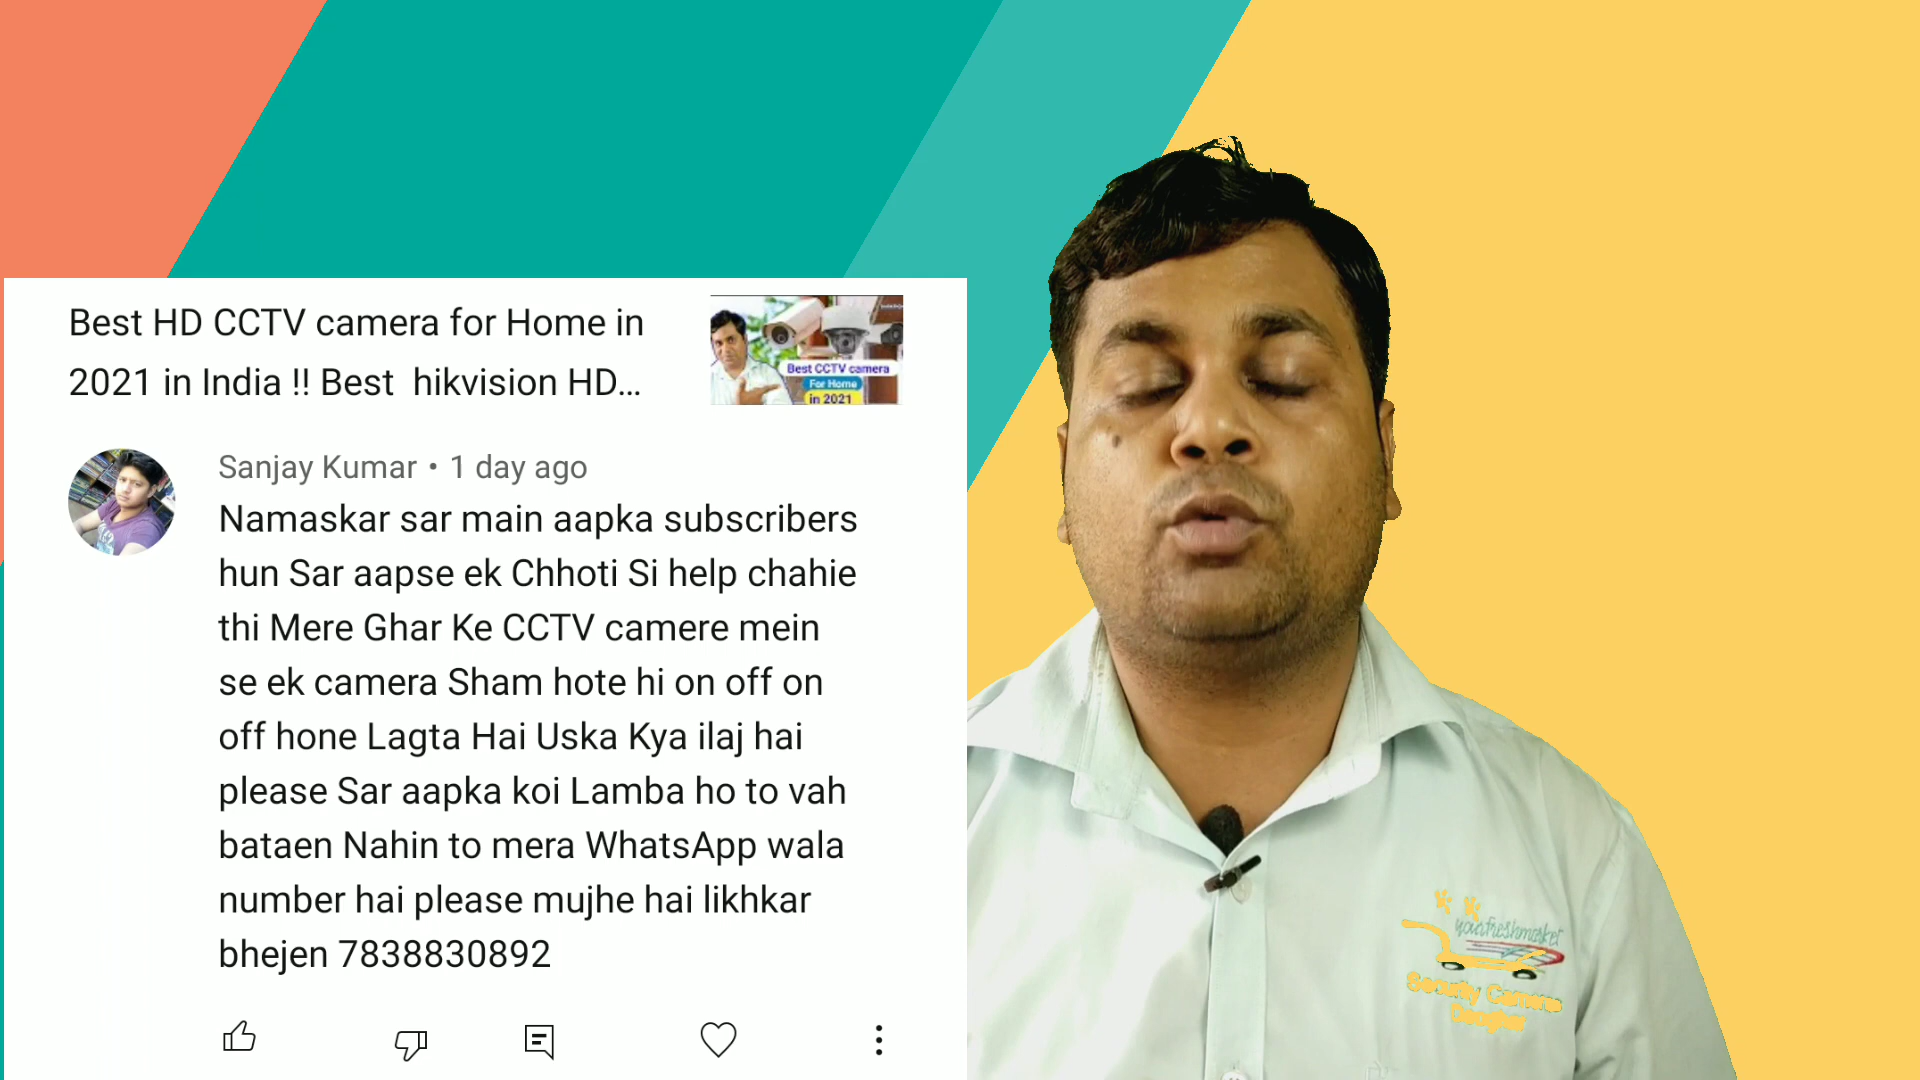 Best HD CCTV camera for Home in
2021 in India !! Best hikvision HD...
Best CCTV camera
For Home
in 2021
Sanjay Kumar • 1 day ago
Namaskar sar main aapka subscribers
hun Sar aapse ek Chhoti Si help chahie
thi Mere Ghar Ke CCTV camere mein
se ek camera Sham hote hi on off on
off hone Lagta Hai Uska Kya ilaj hai
please Sar aapka koi Lamba ho to vah
bataen Nahin to mera WhatsApp wala
number hai please mujhe hai likhkar
bhejen 7838830892
yourfreshmarket
Security Cameras
Deoghar